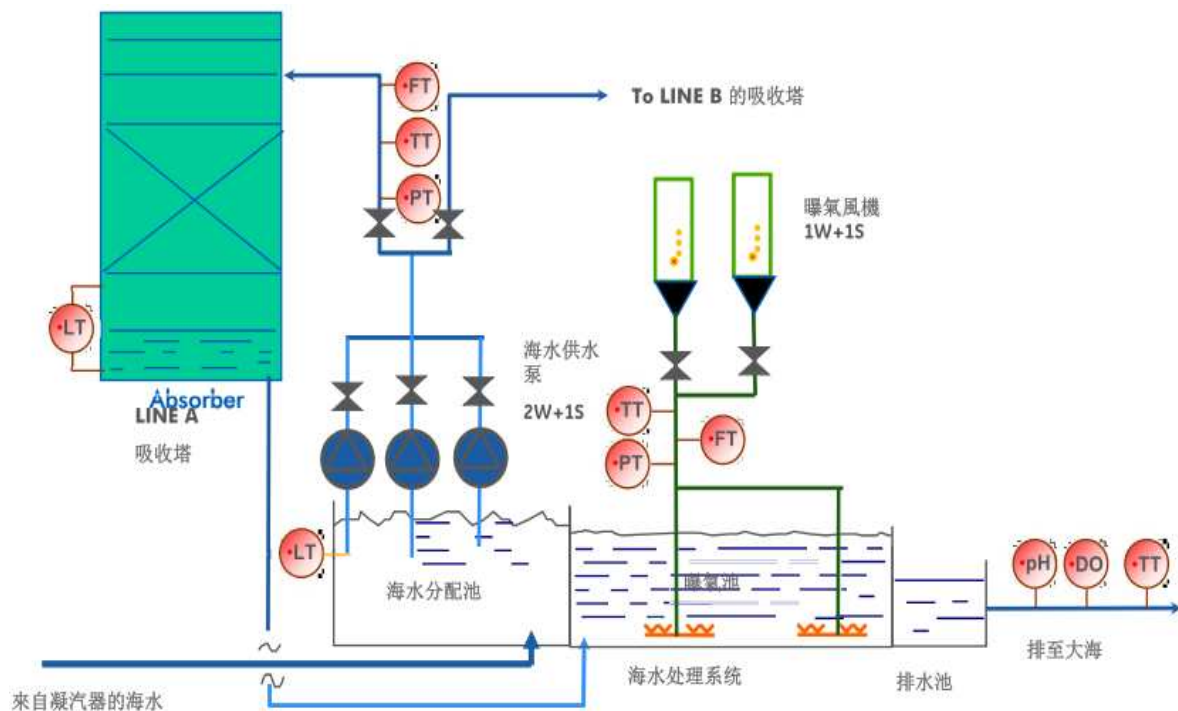 •FT
To LINE B 的吸收塔
•TT
•PT
曝氣風機
1W+1S
•LT
海水供水
泵
2W+1S
Absorber
LINE A
吸收塔
•TT
•FT
•PT
•LT
海水分配池
曝氣池
•pH
•DO
•TT
海水处理系统
排水池
排至大海
來自凝汽器的海水